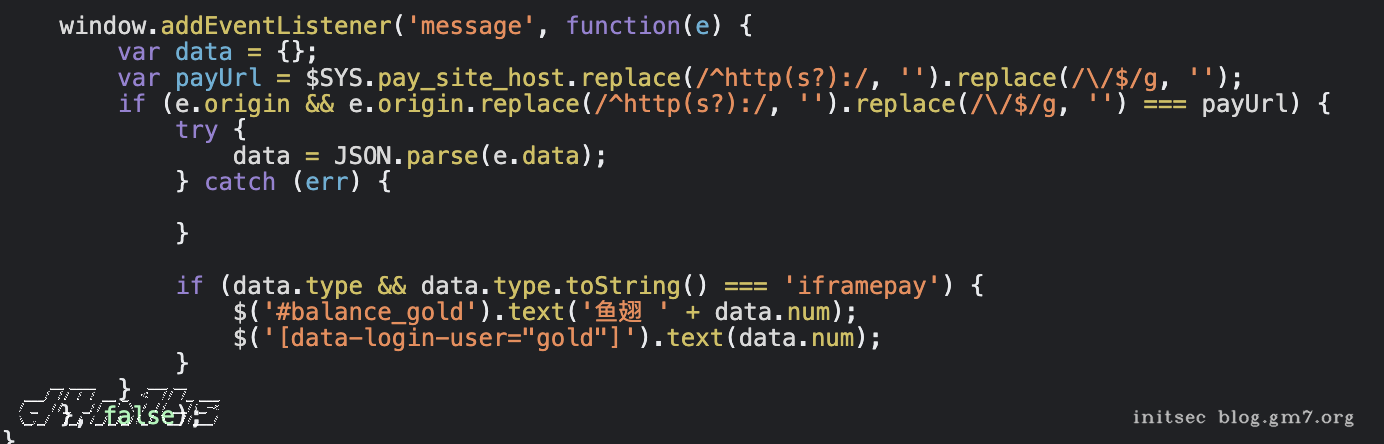 window.addEventListener('message', function(e) {
var data = {};
var payUrl = $SYS.pay_site_host.replace(/^http(s?):/, '').replace(/\/$/g, '');
if (e.origin && e.origin.replace(/^http(s?):/, '').replace(/\/$/g, '') === payUrl) {
try {
data = JSON.parse(e.data);
} catch (err) {
}
if (data.type && data.type.toString() === 'iframepay') {
$('#balance_gold').text('鱼翅 ' + data.num);
$('[data-login-user="gold"]').text(data.num);
}
}
}, false);
initsec blog.gm7.org
}